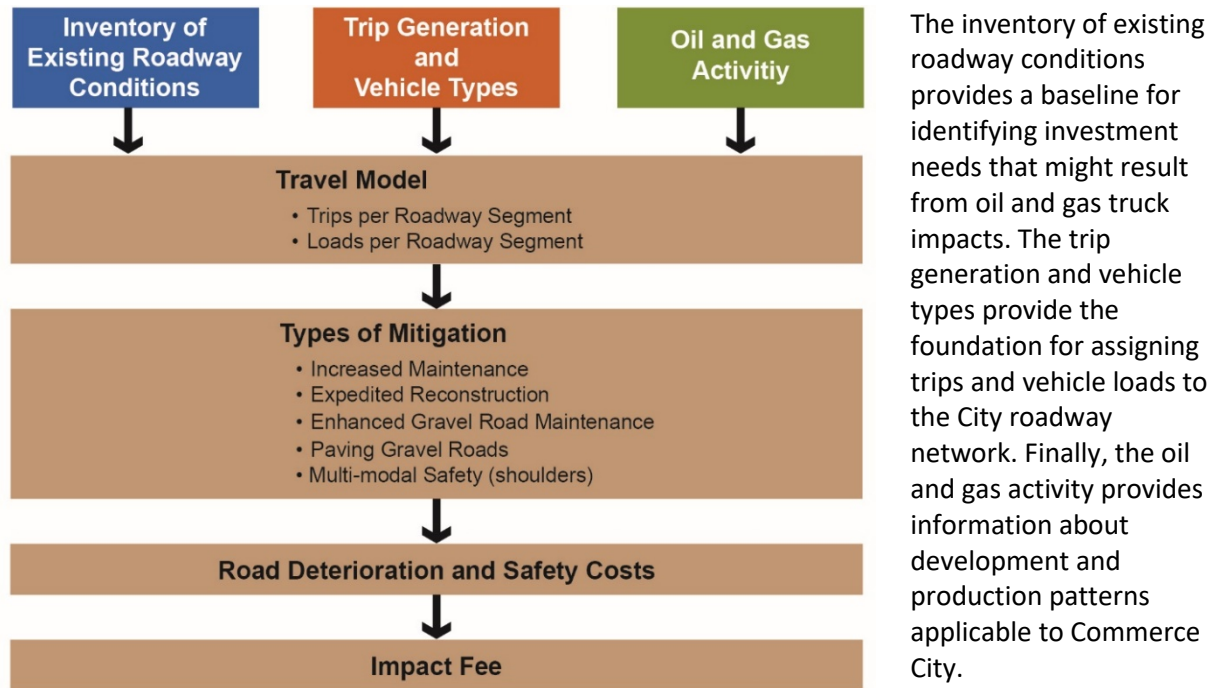 Inventory of
Existing Roadway
Conditions
Trip Generation
and
Vehicle Types
Oil and Gas
Activitiy
Travel Model
• Trips per Roadway Segment
• Loads per Roadway Segment
Types of Mitigation
• Increased Maintenance
• Expedited Reconstruction
• Enhanced Gravel Road Maintenance
• Paving Gravel Roads
• Multi-modal Safety (shoulders)
Road Deterioration and Safety Costs
Impact Fee
The inventory of existing
roadway conditions
provides a baseline for
identifying investment
needs that might result
from oil and gas truck
impacts. The trip
generation and vehicle
types provide the
foundation for assigning
trips and vehicle loads to
the City roadway
network. Finally, the oil
and gas activity provides
information about
development and
production patterns
applicable to Commerce
City.